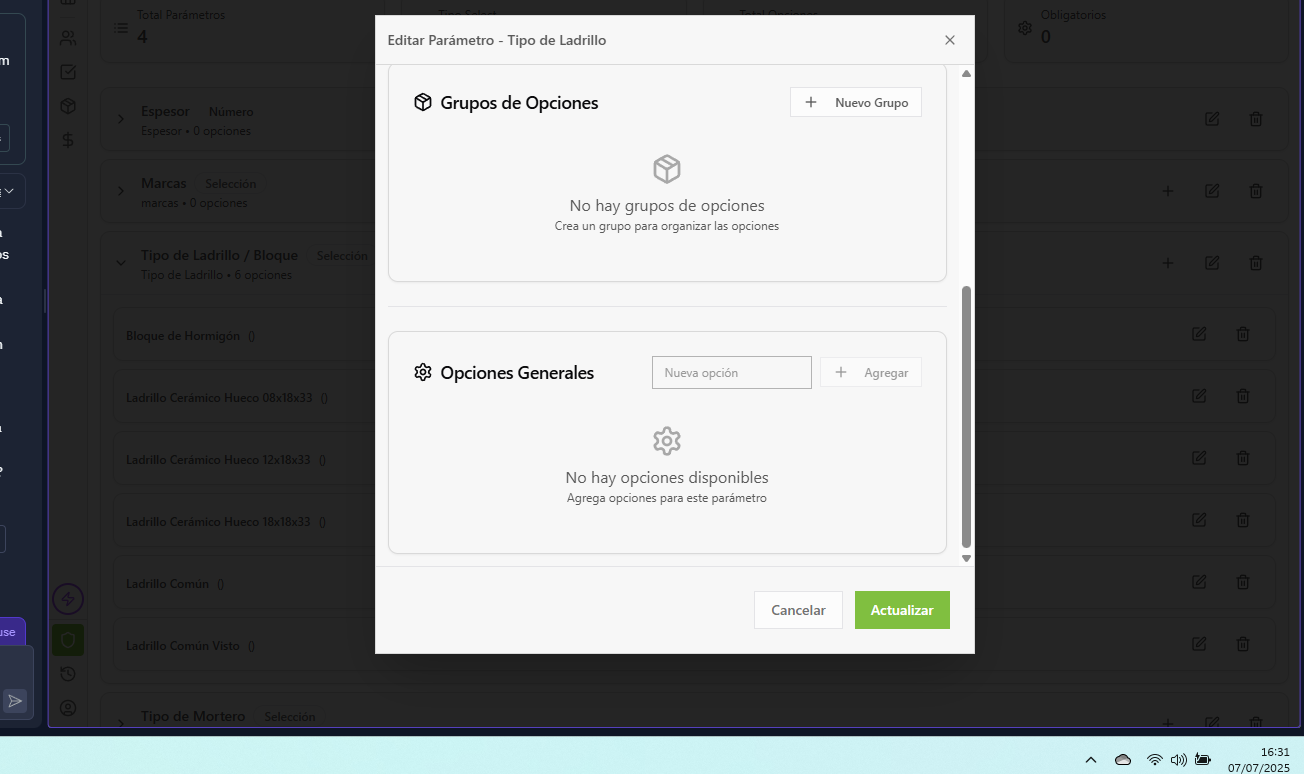 Total Parámetros
4
Tipo Select
Total Opciones
Obligatorios
0
Editar Parámetro - Tipo de Ladrillo
Espesor Número
Espesor • 0 opciones
Marcas Selección
marcas • 0 opciones
Tipo de Ladrillo / Bloque Selección
Tipo de Ladrillo • 6 opciones
Bloque de Hormigón ()
Ladrillo Cerámico Hueco 08x18x33 ()
Ladrillo Cerámico Hueco 12x18x33 ()
Ladrillo Cerámico Hueco 18x18x33 ()
Ladrillo Común ()
Ladrillo Común Visto ()
Tipo de Mortero Selección
Grupos de Opciones
+ Nuevo Grupo
No hay grupos de opciones
Crea un grupo para organizar las opciones
Opciones Generales
Nueva opción
+ Agregar
No hay opciones disponibles
Agrega opciones para este parámetro
Cancelar
Actualizar
16:31
07/07/2025